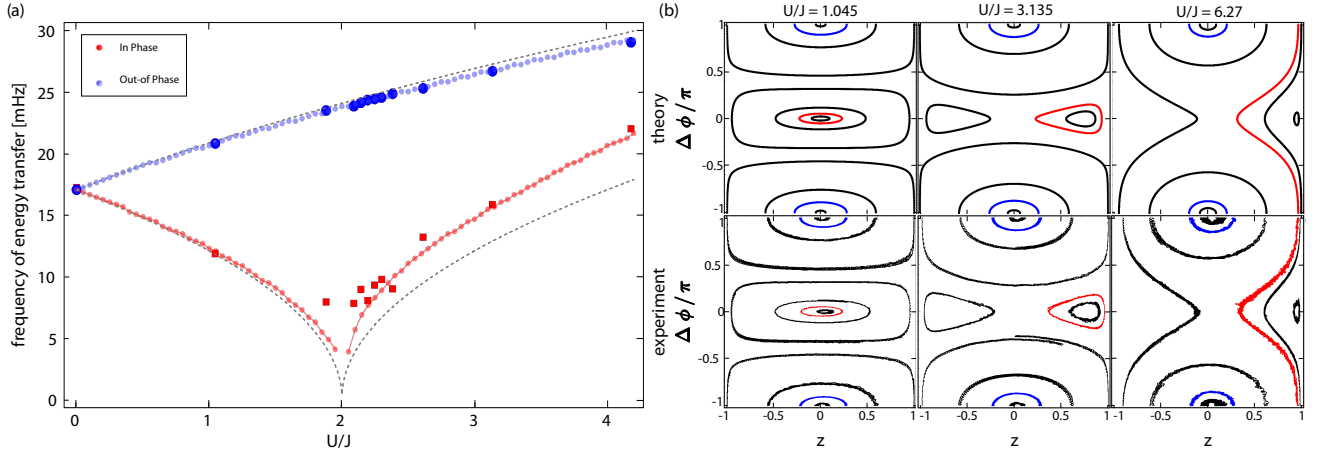 (a)
frequency of energy transfer [mHz]
30
25
20
15
10
5
0
In Phase
Out-of Phase
0
1
2
3
4
U/J
(b)
U/J = 1.045
U/J = 3.135
U/J = 6.27
theory
Δ ϕ / π
0.5
0
-0.5
-1
experiment
Δ ϕ / π
0.5
0
-0.5
-1
-1 -0.5 0 0.5 1
-1 -0.5 0 0.5 1
-1 -0.5 0 0.5 1
z
z
z